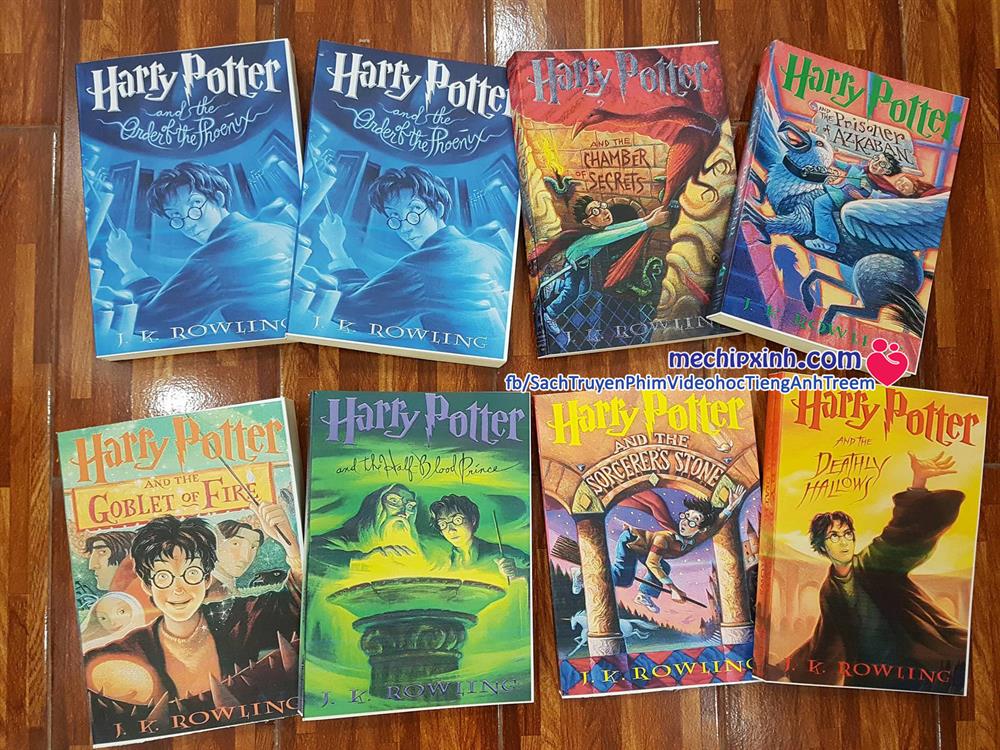 Harry Potter
and the
Order of the Phoenix
J. K. ROWLING
Harry Potter
and the
Order of the Phoenix
J. K. ROWLING
Harry Potter
AND THE
CHAMBER
OF SECRETS
J. K. ROWLING
Harry Potter
AND THE Prisoner
OF AZKABAN
J. K. ROWLING
mechipxinh.com
fb/SachTruyenPhimVideohocTiengAnhTreem
Harry Potter
AND THE
GOBLET OF FIRE
J. K. ROWLING
Harry Potter
and the Half-Blood Prince
J. K. ROWLING
Harry Potter
AND THE
SORCERER'S STONE
J. K. ROWLING
Harry Potter
AND THE
DEATHLY
HALLOWS
J. K. ROWLING